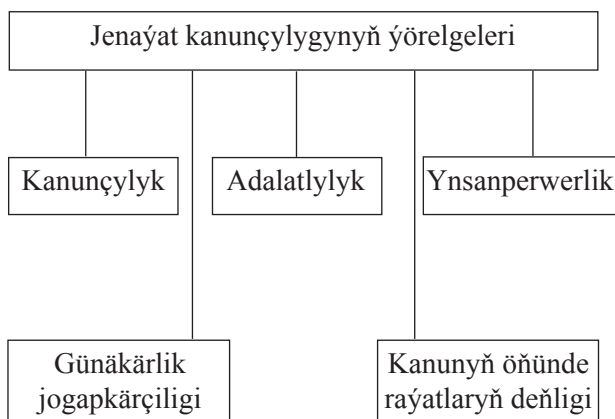 Jenaýat kanunçylygynyň ýörelgeleri
Kanunçylyk
Adalatlylyk
Ynsanperwerlik
Günäkärlik
jogapkärçiligi
Kanunyň öňünde
raýatlaryň deňligi